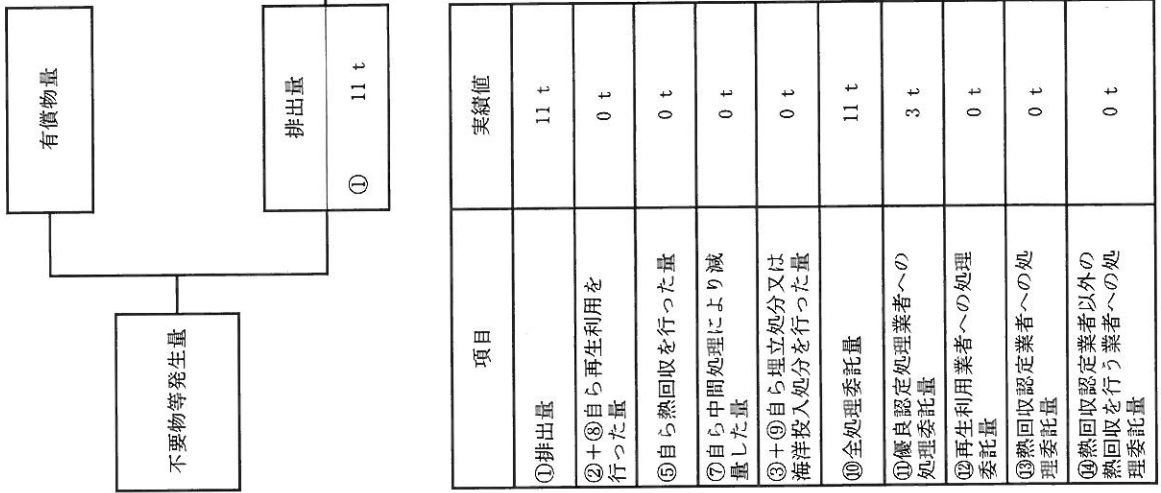 有償物量
不要物等発生量
排出量
① 11 t
項目 実績値
①排出量 11 t
②+⑧自ら再生利用を
行った量 0 t
⑤自ら熱回収を行った量 0 t
⑦自ら中間処理により減
量した量 0 t
③+⑨自ら埋立処分又は
海洋投入処分を行った量 0 t
⑩全処理委託量 11 t
⑪優良認定処理業者への
処理委託量 3 t
⑫再生利用業者への処理
委託量 0 t
⑬熱回収認定業者への処
理委託量 0 t
⑭熱回収認定業者以外の
熱回収を行う業者への処
理委託量 0 t